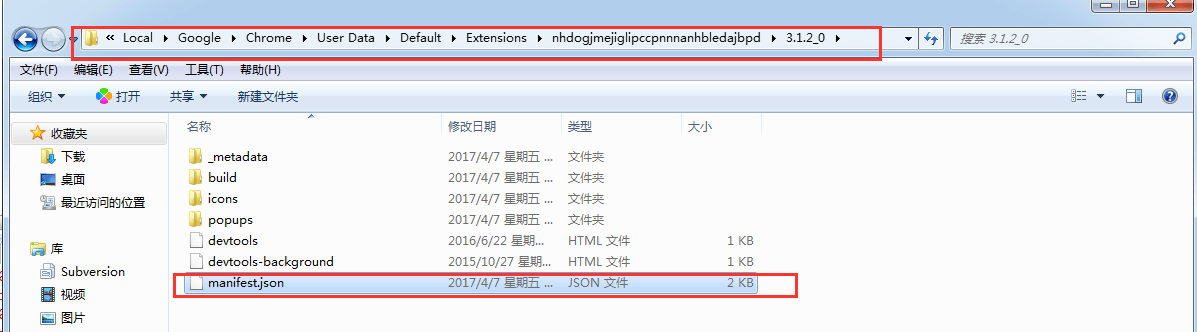 « Local ▸ Google ▸ Chrome ▸ User Data ▸ Default ▸ Extensions ▸ nhdogjmejiglipccpnnnanhbledajbpd ▸ 3.1.2_0 ▸ 搜索 3.1.2_0
文件(F) 编辑(E) 查看(V) 工具(T) 帮助(H)
组织 打开 共享 新建文件夹
收藏夹
下载
桌面
最近访问的位置
库
Subversion
视频
图片
名称 修改日期 类型 大小
_metadata 2017/4/7 星期五 ... 文件夹
build 2017/4/7 星期五 ... 文件夹
icons 2017/4/7 星期五 ... 文件夹
popups 2017/4/7 星期五 ... 文件夹
devtools 2016/6/22 星期... HTML 文件 1 KB
devtools-background 2015/10/27 星期... HTML 文件 1 KB
manifest.json 2017/4/7 星期五 ... JSON 文件 2 KB